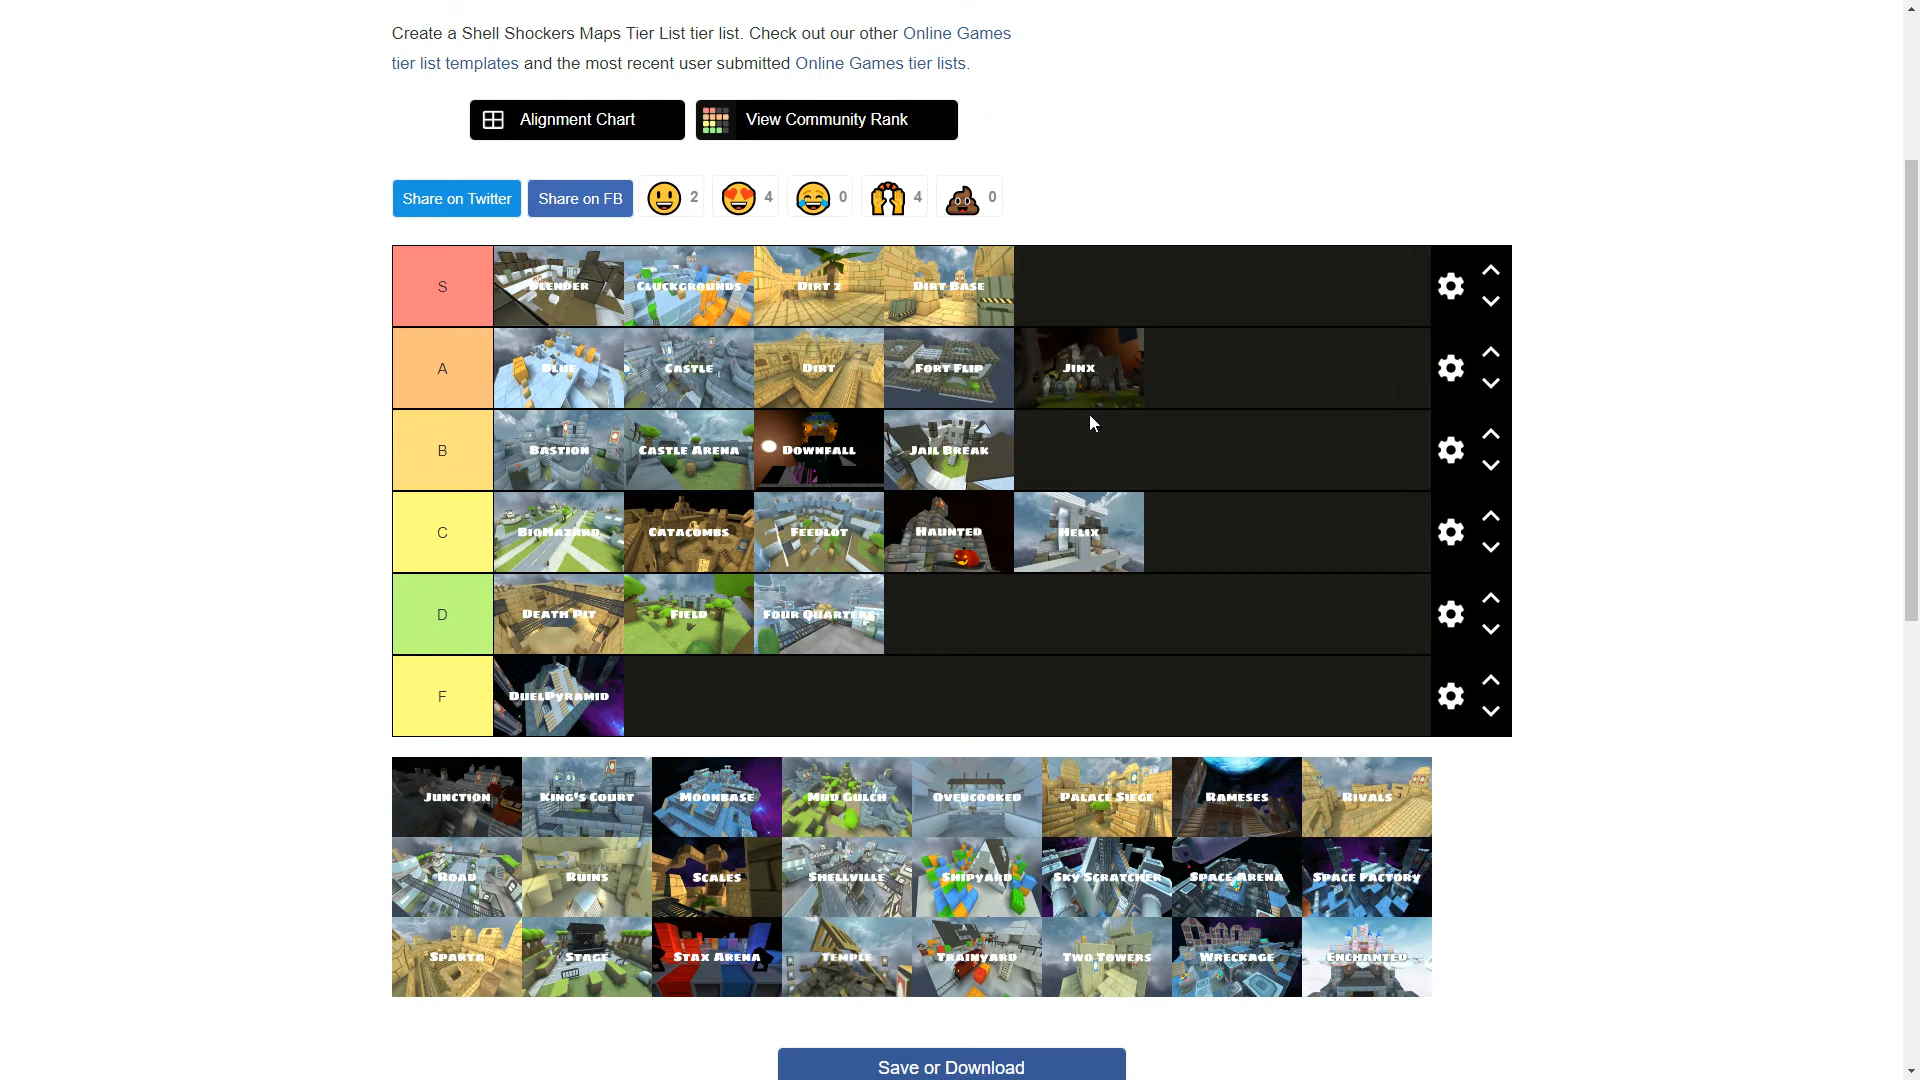 Create a Shell Shockers Maps Tier List tier list. Check out our other Online Games
tier list templates and the most recent user submitted Online Games tier lists.
Alignment Chart
View Community Rank
Share on Twitter
Share on FB
2
4
0
4
0
S
Blender
Cluckgrounds
Dirt 2
Dirt Base
A
Blue
Castle
Dirt
Fort Flip
Jinx
B
Bastion
Castle Arena
Downfall
Jail Break
C
BioHazard
Catacombs
Feedlot
Haunted
Helix
D
Death Pit
Field
Four Quarters
F
DuelPyramid
Junction
King's Court
Moonbase
Mud Gulch
Overcooked
Palace Siege
Rameses
Rivals
Road
Ruins
Scales
Shellville
Shipyard
Sky Scratcher
Space Arena
Space Factory
Sparta
Stage
Stax Arena
Temple
Trainyard
Two Towers
Wreckage
Enchanted
Save or Download